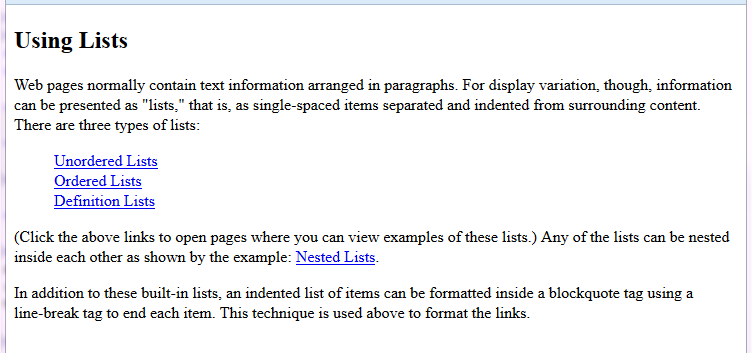 Using Lists
Web pages normally contain text information arranged in paragraphs. For display variation, though, information
can be presented as "lists," that is, as single-spaced items separated and indented from surrounding content.
There are three types of lists:
Unordered Lists
Ordered Lists
Definition Lists
(Click the above links to open pages where you can view examples of these lists.) Any of the lists can be nested
inside each other as shown by the example: Nested Lists.
In addition to these built-in lists, an indented list of items can be formatted inside a blockquote tag using a
line-break tag to end each item. This technique is used above to format the links.